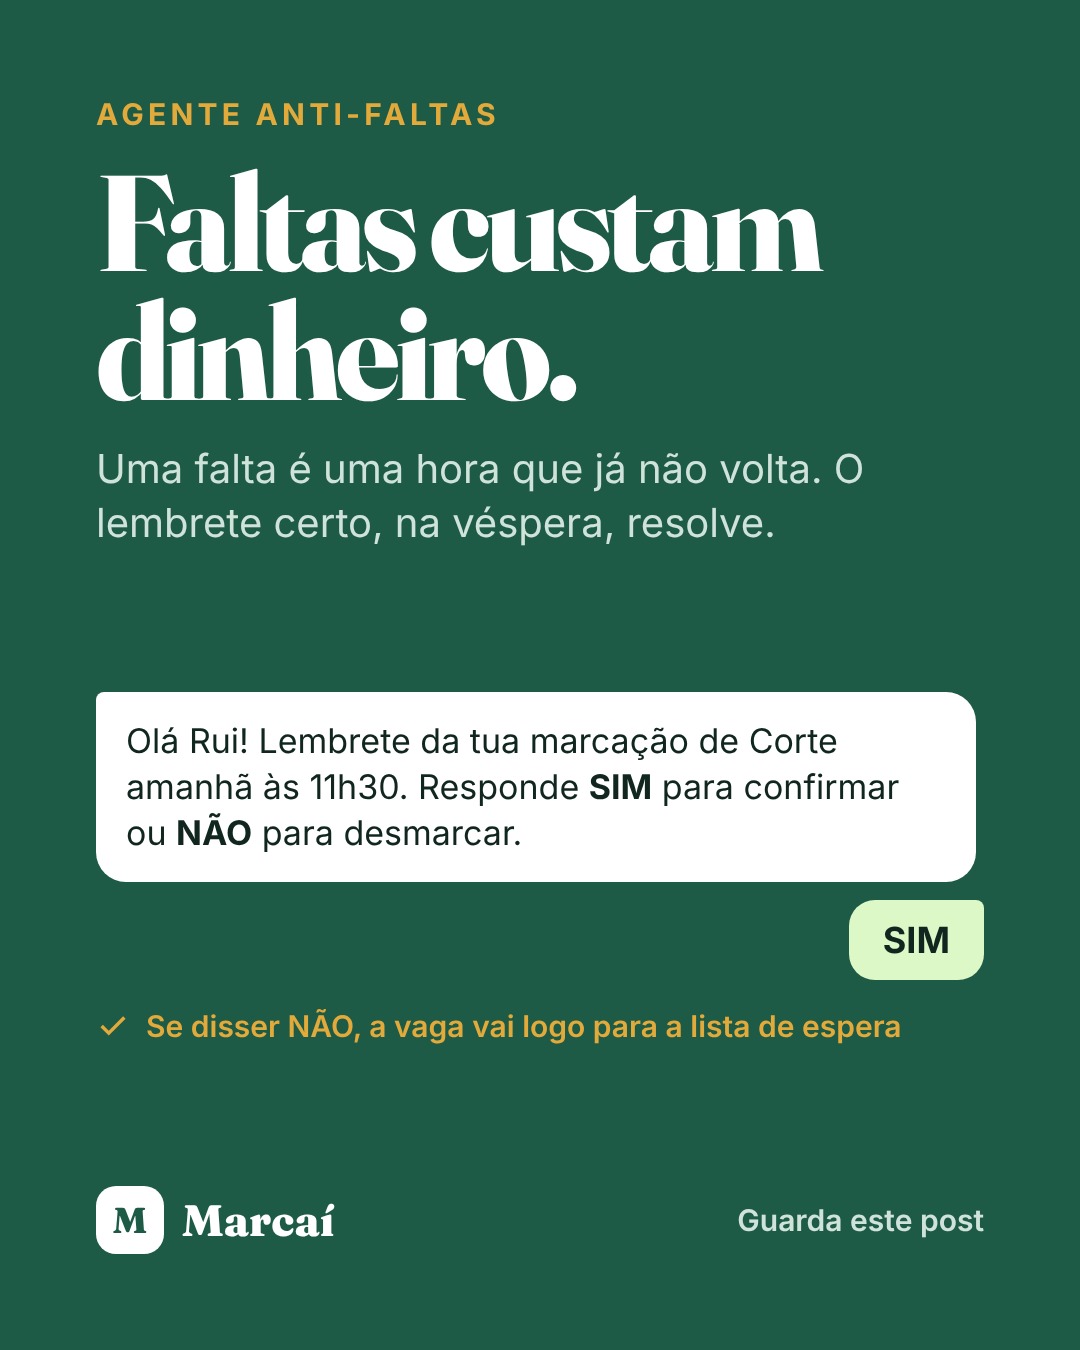 AGENTE ANTI-FALTAS
Faltas custam
dinheiro.
Uma falta é uma hora que já não volta. O
lembrete certo, na véspera, resolve.
Olá Rui! Lembrete da tua marcação de Corte
amanhã às 11h30. Responde SIM para confirmar
ou NÃO para desmarcar.
SIM
Se disser NÃO, a vaga vai logo para a lista de espera
M Marcaí
Guarda este post